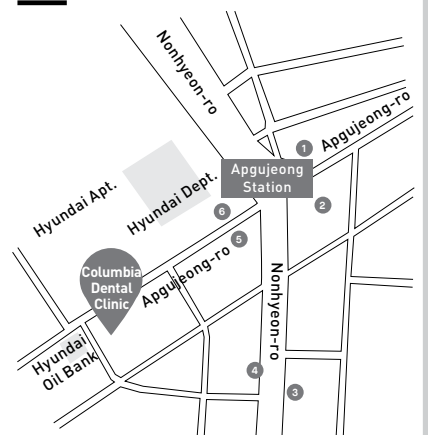 Nonhyeon-ro
1
Apgujeong-ro
Apgujeong
Station
2
Hyundai Dept.
Hyundai Apt.
6
5
Apgujeong-ro
Columbia
Dental
Clinic
Nonhyeon-ro
Hyundai
Oil Bank
4
3